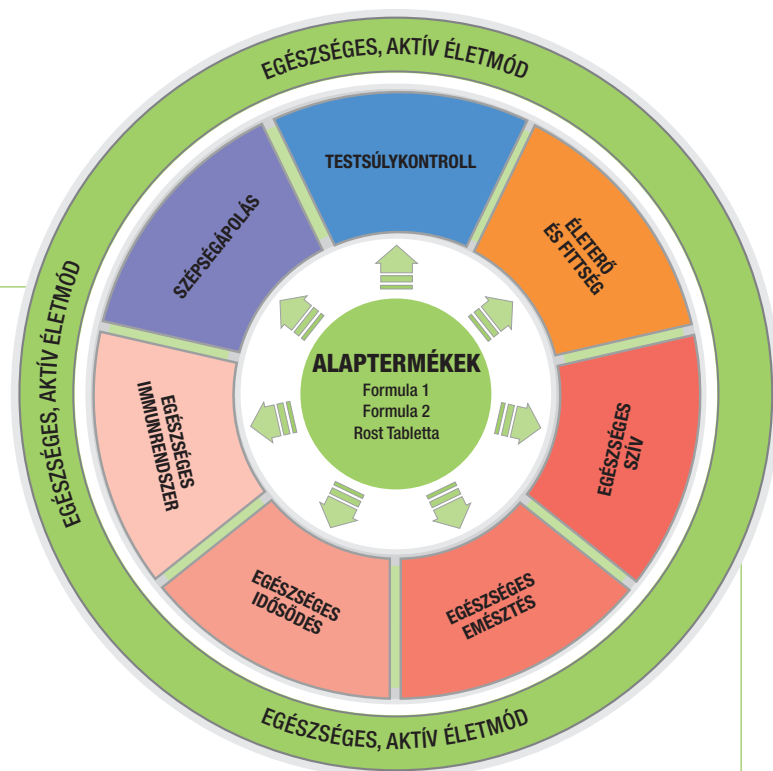 EGÉSZSÉGES, AKTÍV ÉLETMÓD
TESTSÚLYKONTROLL
ÉLETERŐ
ÉS FITTSÉG
EGÉSZSÉGES
SZÍV
EGÉSZSÉGES
EMÉSZTÉS
EGÉSZSÉGES
IDŐSÖDÉS
EGÉSZSÉGES
IMMUNRENDSZER
SZÉPSÉGÁPOLÁS
ALAPTERMÉKEK
Formula 1
Formula 2
Rost Tabletta
EGÉSZSÉGES, AKTÍV ÉLETMÓD
EGÉSZSÉGES, AKTÍV ÉLETMÓD